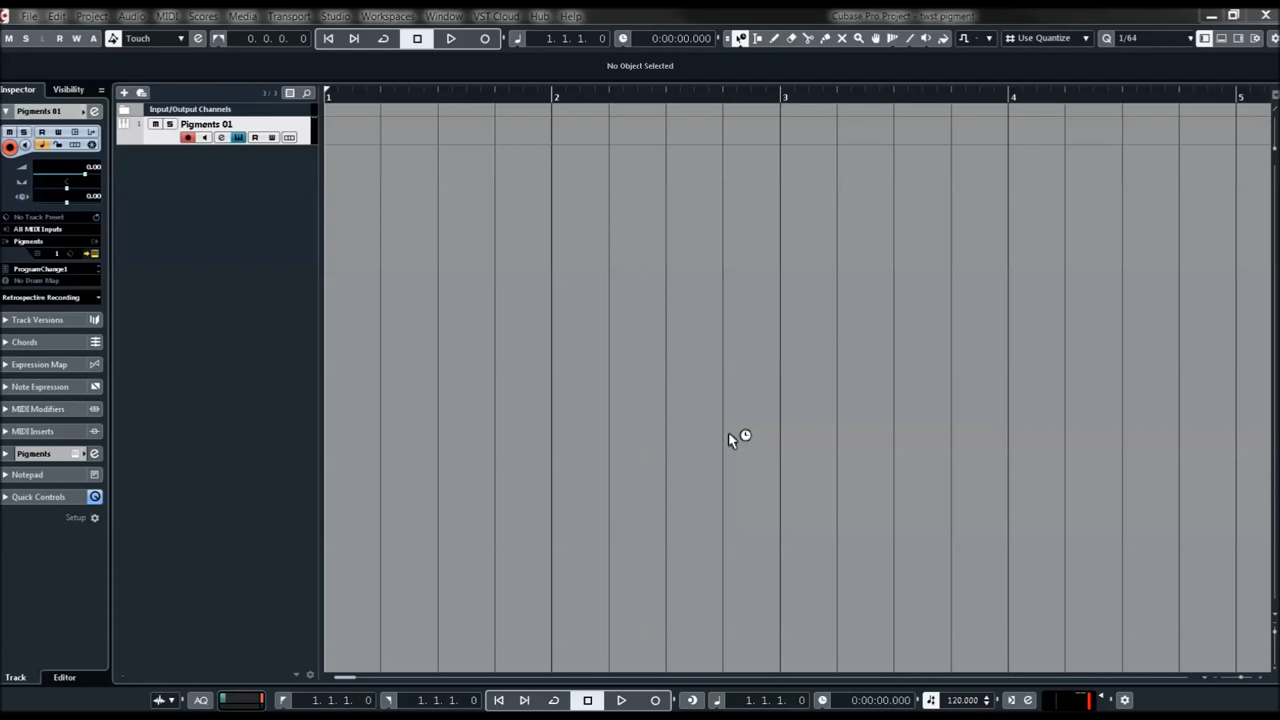 File Edit Project Audio MIDI Scores Media Transport Studio Workspaces Window VST Cloud Hub Help Cubase Pro Project - twst pigment
M S L R W A Touch 0. 0. 0. 0 1. 1. 1. 0 0:00:00.000 Use Quantize Q 1/64
No Object Selected
Inspector Visibility 3 / 3 1 2 3 4 5
Input/Output Channels
Pigments 01
1 M S Pigments 01
M S R W
R W
0.00
C
0.00
No Track Preset
All MIDI Inputs
Pigments
1
ProgramChange1
No Drum Map
Retrospective Recording
Track Versions
Chords
Expression Map
Note Expression
MIDI Modifiers
MIDI Inserts
Pigments
Notepad
Quick Controls
Setup
Track Editor
AQ 1. 1. 1. 0 1. 1. 1. 0 1. 1. 1. 0 0:00:00.000 120.000